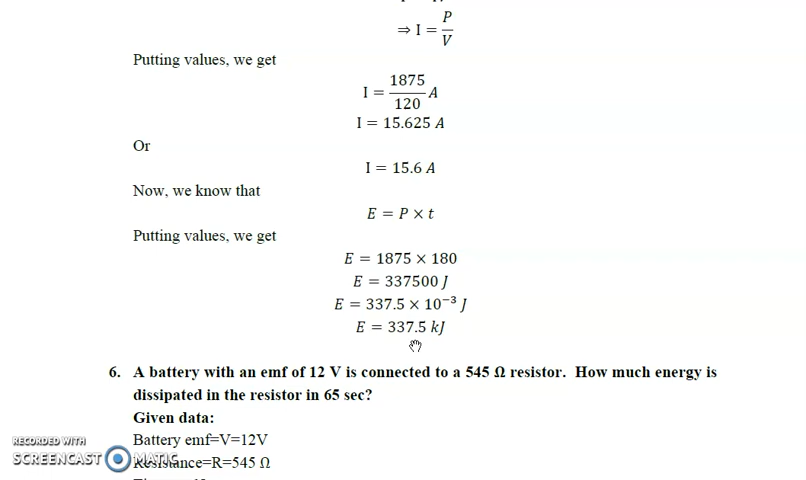 ⇒ I = P/V
Putting values, we get
I = 1875/120 A
I = 15.625 A
Or
I = 15.6 A
Now, we know that
E = P × t
Putting values, we get
E = 1875 × 180
E = 337500 J
E = 337.5 × 10⁻³ J
E = 337.5 kJ
6. A battery with an emf of 12 V is connected to a 545 Ω resistor. How much energy is
dissipated in the resistor in 65 sec?
Given data:
Battery emf=V=12V
Resistance=R=545 Ω
RECORDED WITH
SCREENCAST MATIC